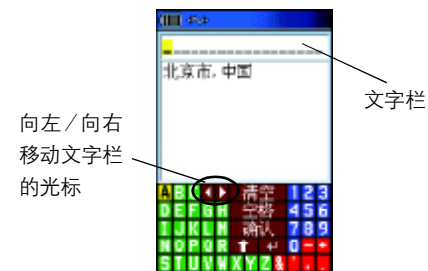 文字栏
北京市, 中国
向左／向右
移动文字栏
的光标
A B C ◄ ► 清空 1 2 3
D E F G H 空格 4 5 6
I J K L M 确认 7 8 9
N O P Q R ↑ ↵ 0 - +
S T U V W X Y Z & ' , .